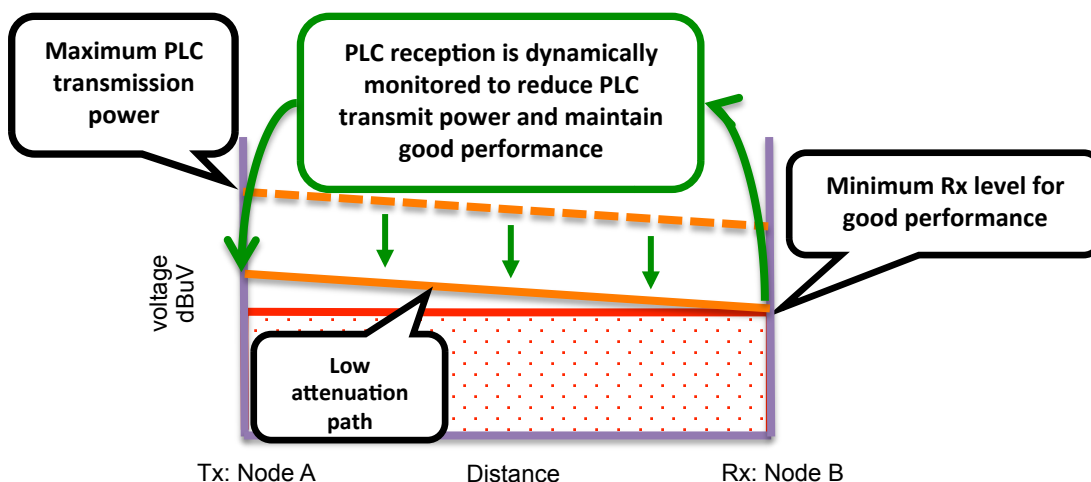 Maximum PLC
transmission
power
PLC reception is dynamically
monitored to reduce PLC
transmit power and maintain
good performance
Minimum Rx level for
good performance
voltage
dBuV
Low
attenuation
path
Tx: Node A
Distance
Rx: Node B